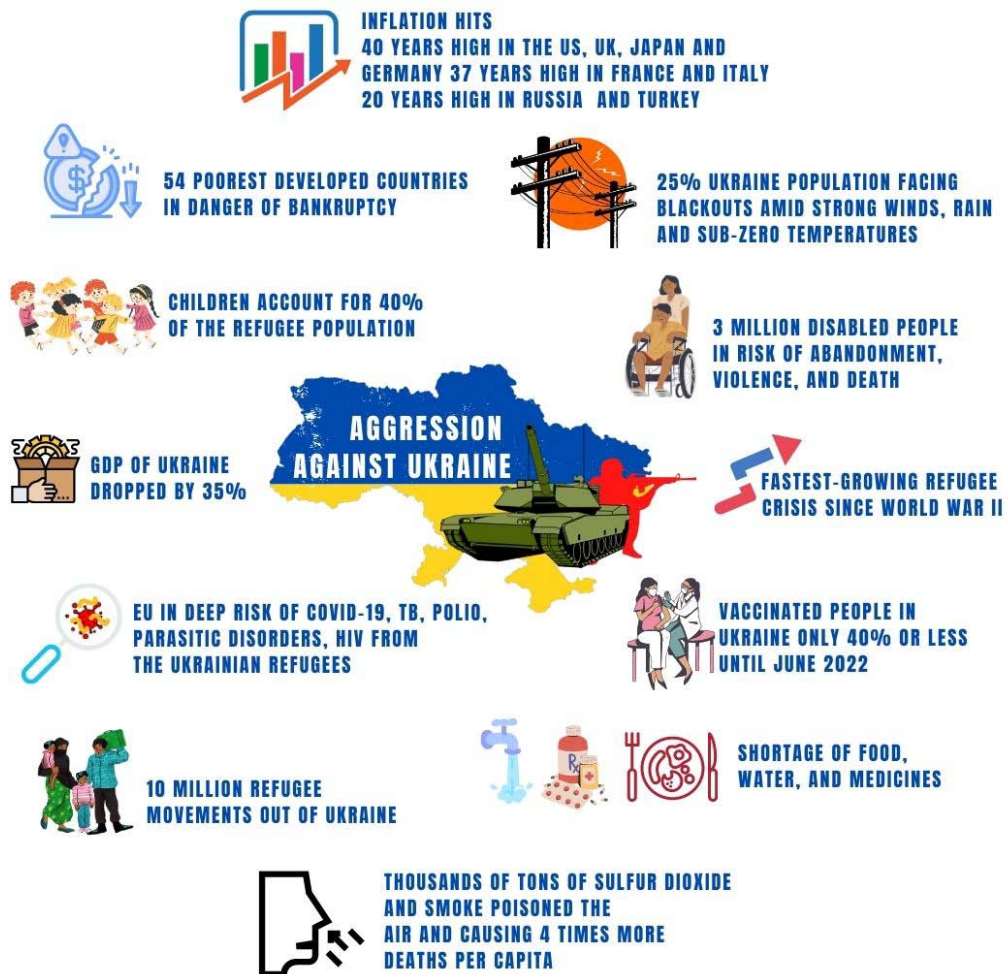 INFLATION HITS
40 YEARS HIGH IN THE US, UK, JAPAN AND
GERMANY 37 YEARS HIGH IN FRANCE AND ITALY
20 YEARS HIGH IN RUSSIA AND TURKEY
54 POOREST DEVELOPED COUNTRIES
IN DANGER OF BANKRUPTCY
25% UKRAINE POPULATION FACING
BLACKOUTS AMID STRONG WINDS, RAIN
AND SUB-ZERO TEMPERATURES
CHILDREN ACCOUNT FOR 40%
OF THE REFUGEE POPULATION
3 MILLION DISABLED PEOPLE
IN RISK OF ABANDONMENT,
VIOLENCE, AND DEATH
AGGRESSION
AGAINST UKRAINE
GDP OF UKRAINE
DROPPED BY 35%
FASTEST-GROWING REFUGEE
CRISIS SINCE WORLD WAR II
EU IN DEEP RISK OF COVID-19, TB, POLIO,
PARASITIC DISORDERS, HIV FROM
THE UKRAINIAN REFUGEES
VACCINATED PEOPLE IN
UKRAINE ONLY 40% OR LESS
UNTIL JUNE 2022
10 MILLION REFUGEE
MOVEMENTS OUT OF UKRAINE
Rx
SHORTAGE OF FOOD,
WATER, AND MEDICINES
THOUSANDS OF TONS OF SULFUR DIOXIDE
AND SMOKE POISONED THE
AIR AND CAUSING 4 TIMES MORE
DEATHS PER CAPITA